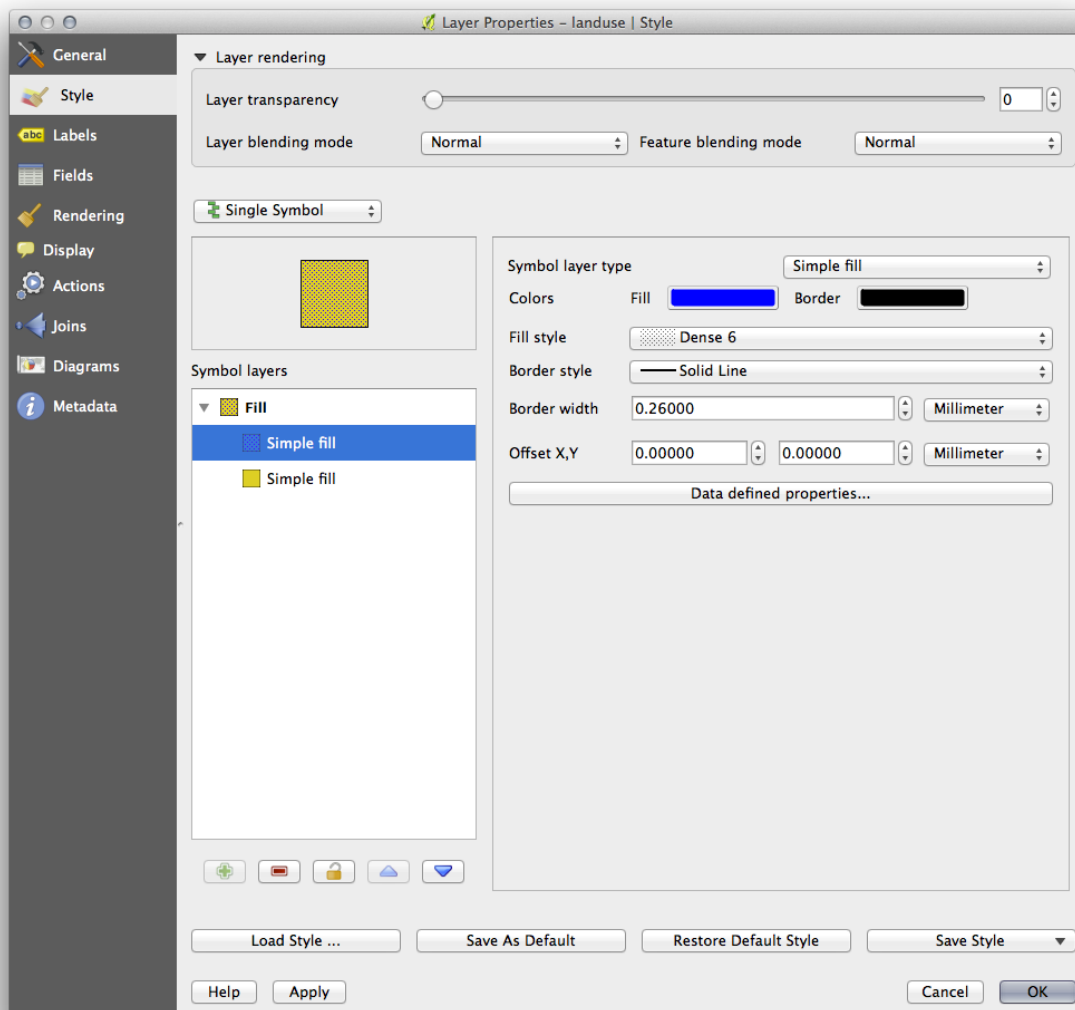 Layer Properties - landuse | Style
General
Style
abc Labels
Fields
Rendering
Display
Actions
Joins
Diagrams
Metadata
Layer rendering
Layer transparency 0
Layer blending mode Normal Feature blending mode Normal
Single Symbol
Symbol layers
Fill
Simple fill
Simple fill
Symbol layer type Simple fill
Colors Fill Border
Fill style Dense 6
Border style Solid Line
Border width 0.26000 Millimeter
Offset X,Y 0.00000 0.00000 Millimeter
Data defined properties...
Load Style ... Save As Default Restore Default Style Save Style
Help Apply Cancel OK